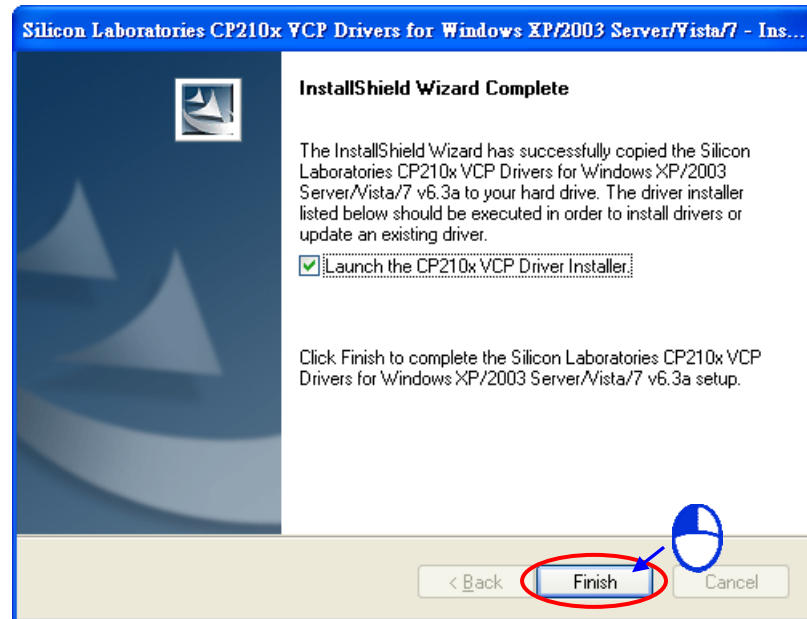 Silicon Laboratories CP210x VCP Drivers for Windows XP/2003 Server/Vista/7 - Ins...
InstallShield Wizard Complete
The InstallShield Wizard has successfully copied the Silicon
Laboratories CP210x VCP Drivers for Windows XP/2003
Server/Vista/7 v6.3a to your hard drive. The driver installer
listed below should be executed in order to install drivers or
update an existing driver.
Launch the CP210x VCP Driver Installer.
Click Finish to complete the Silicon Laboratories CP210x VCP
Drivers for Windows XP/2003 Server/Vista/7 v6.3a setup.
< Back
Finish
Cancel